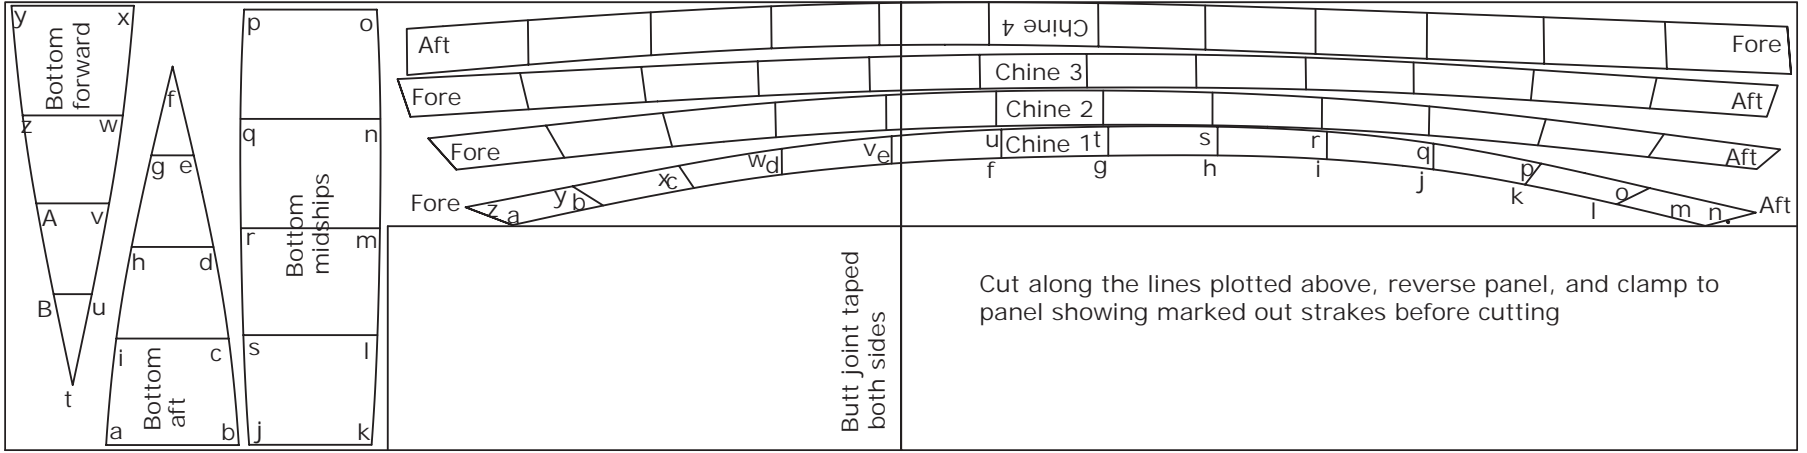 y x
Bottom
forward
z w
A v
B u
t
f
g e
h d
i c
Bottom
aft
a b
p o
q n
Bottom
midships
r m
s l
j k
Aft Chine 4 Fore
Fore Chine 3 Aft
Fore Chine 2 Aft
Fore Chine 1 Aft
z y x w v u t s r q p o n
a b c d e f g h i j k l m
Butt joint taped
both sides
Cut along the lines plotted above, reverse panel, and clamp to
panel showing marked out strakes before cutting